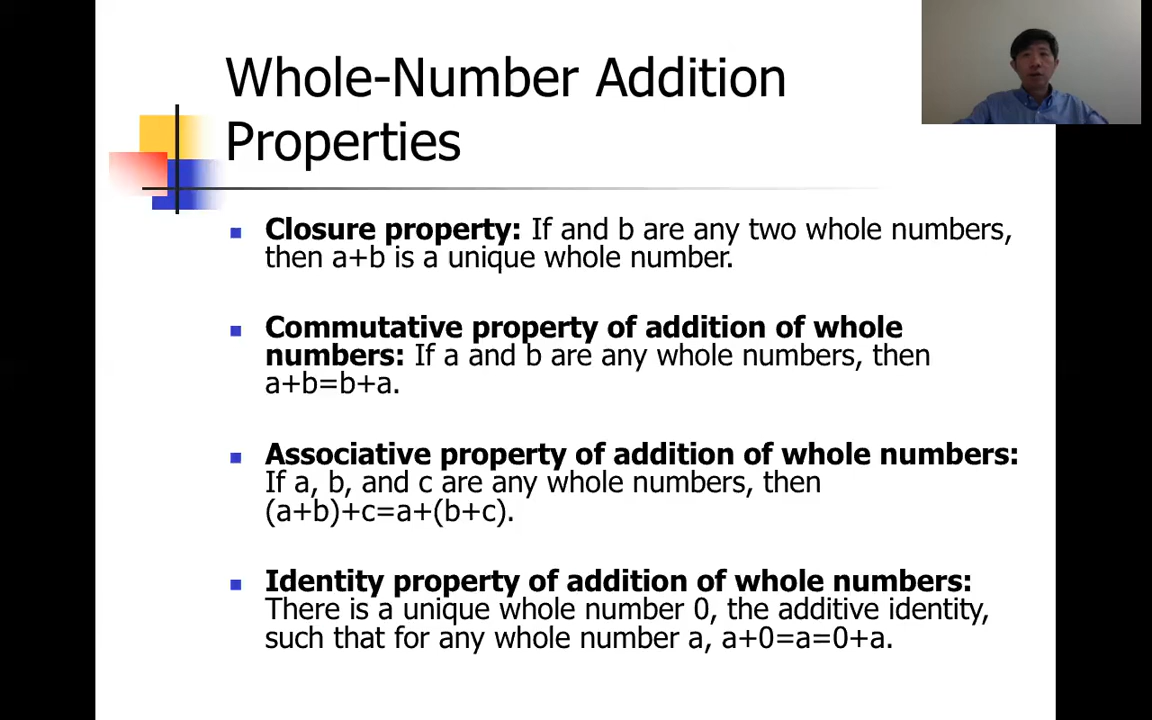 Whole-Number Addition
Properties
Closure property: If and b are any two whole numbers,
then a+b is a unique whole number.
Commutative property of addition of whole
numbers: If a and b are any whole numbers, then
a+b=b+a.
Associative property of addition of whole numbers:
If a, b, and c are any whole numbers, then
(a+b)+c=a+(b+c).
Identity property of addition of whole numbers:
There is a unique whole number 0, the additive identity,
such that for any whole number a, a+0=a=0+a.